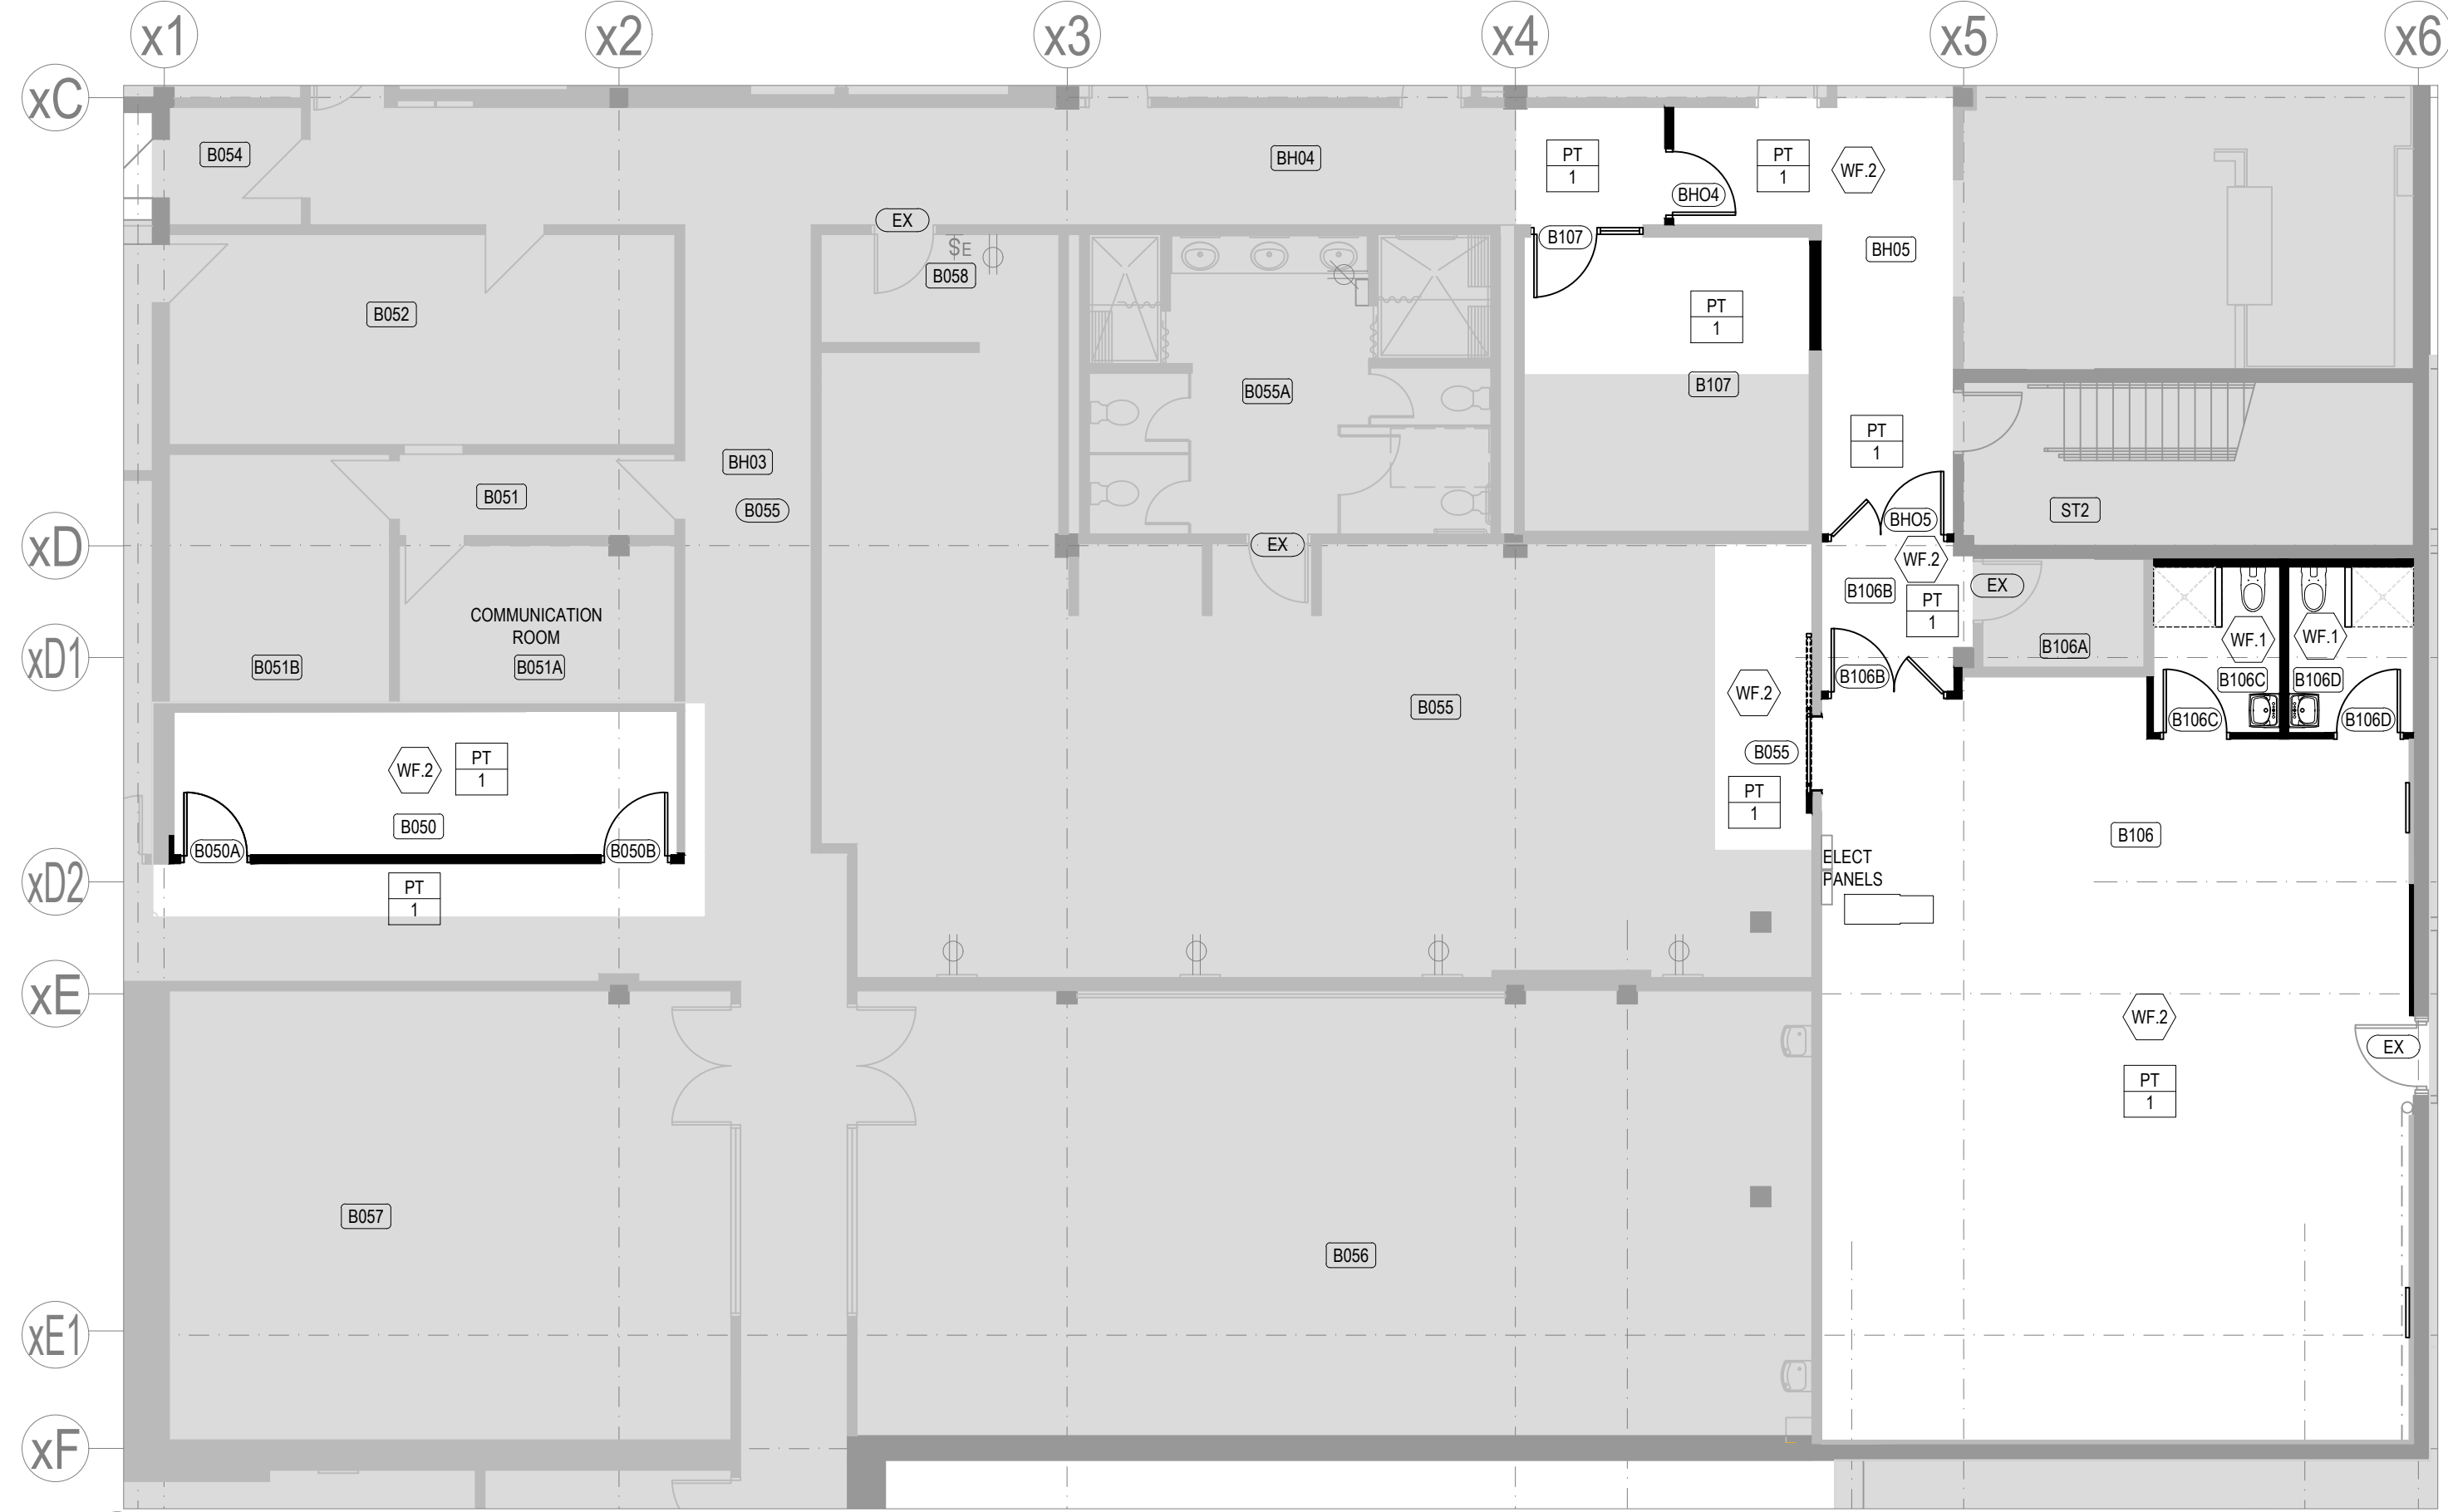 x1
x2
x3
x4
x5
x6
xC
B054
BH04
PT
1
PT
1
WF.2
BHO4
EX
$E
B058
B107
BH05
B052
PT
1
B055A
B107
PT
1
BH03
B051
B055
ST2
BHO5
xD
EX
WF.2
EX
B106B
PT
1
COMMUNICATION
ROOM
xD1
B051B
B051A
B106A
WF.1
WF.1
B106B
B106C
B106D
WF.2
B055
B106C
B106D
B055
WF.2
PT
1
PT
1
B050
B106
B050A
B050B
ELECT
PANELS
xD2
PT
1
xE
WF.2
EX
PT
1
B057
B056
xE1
xF